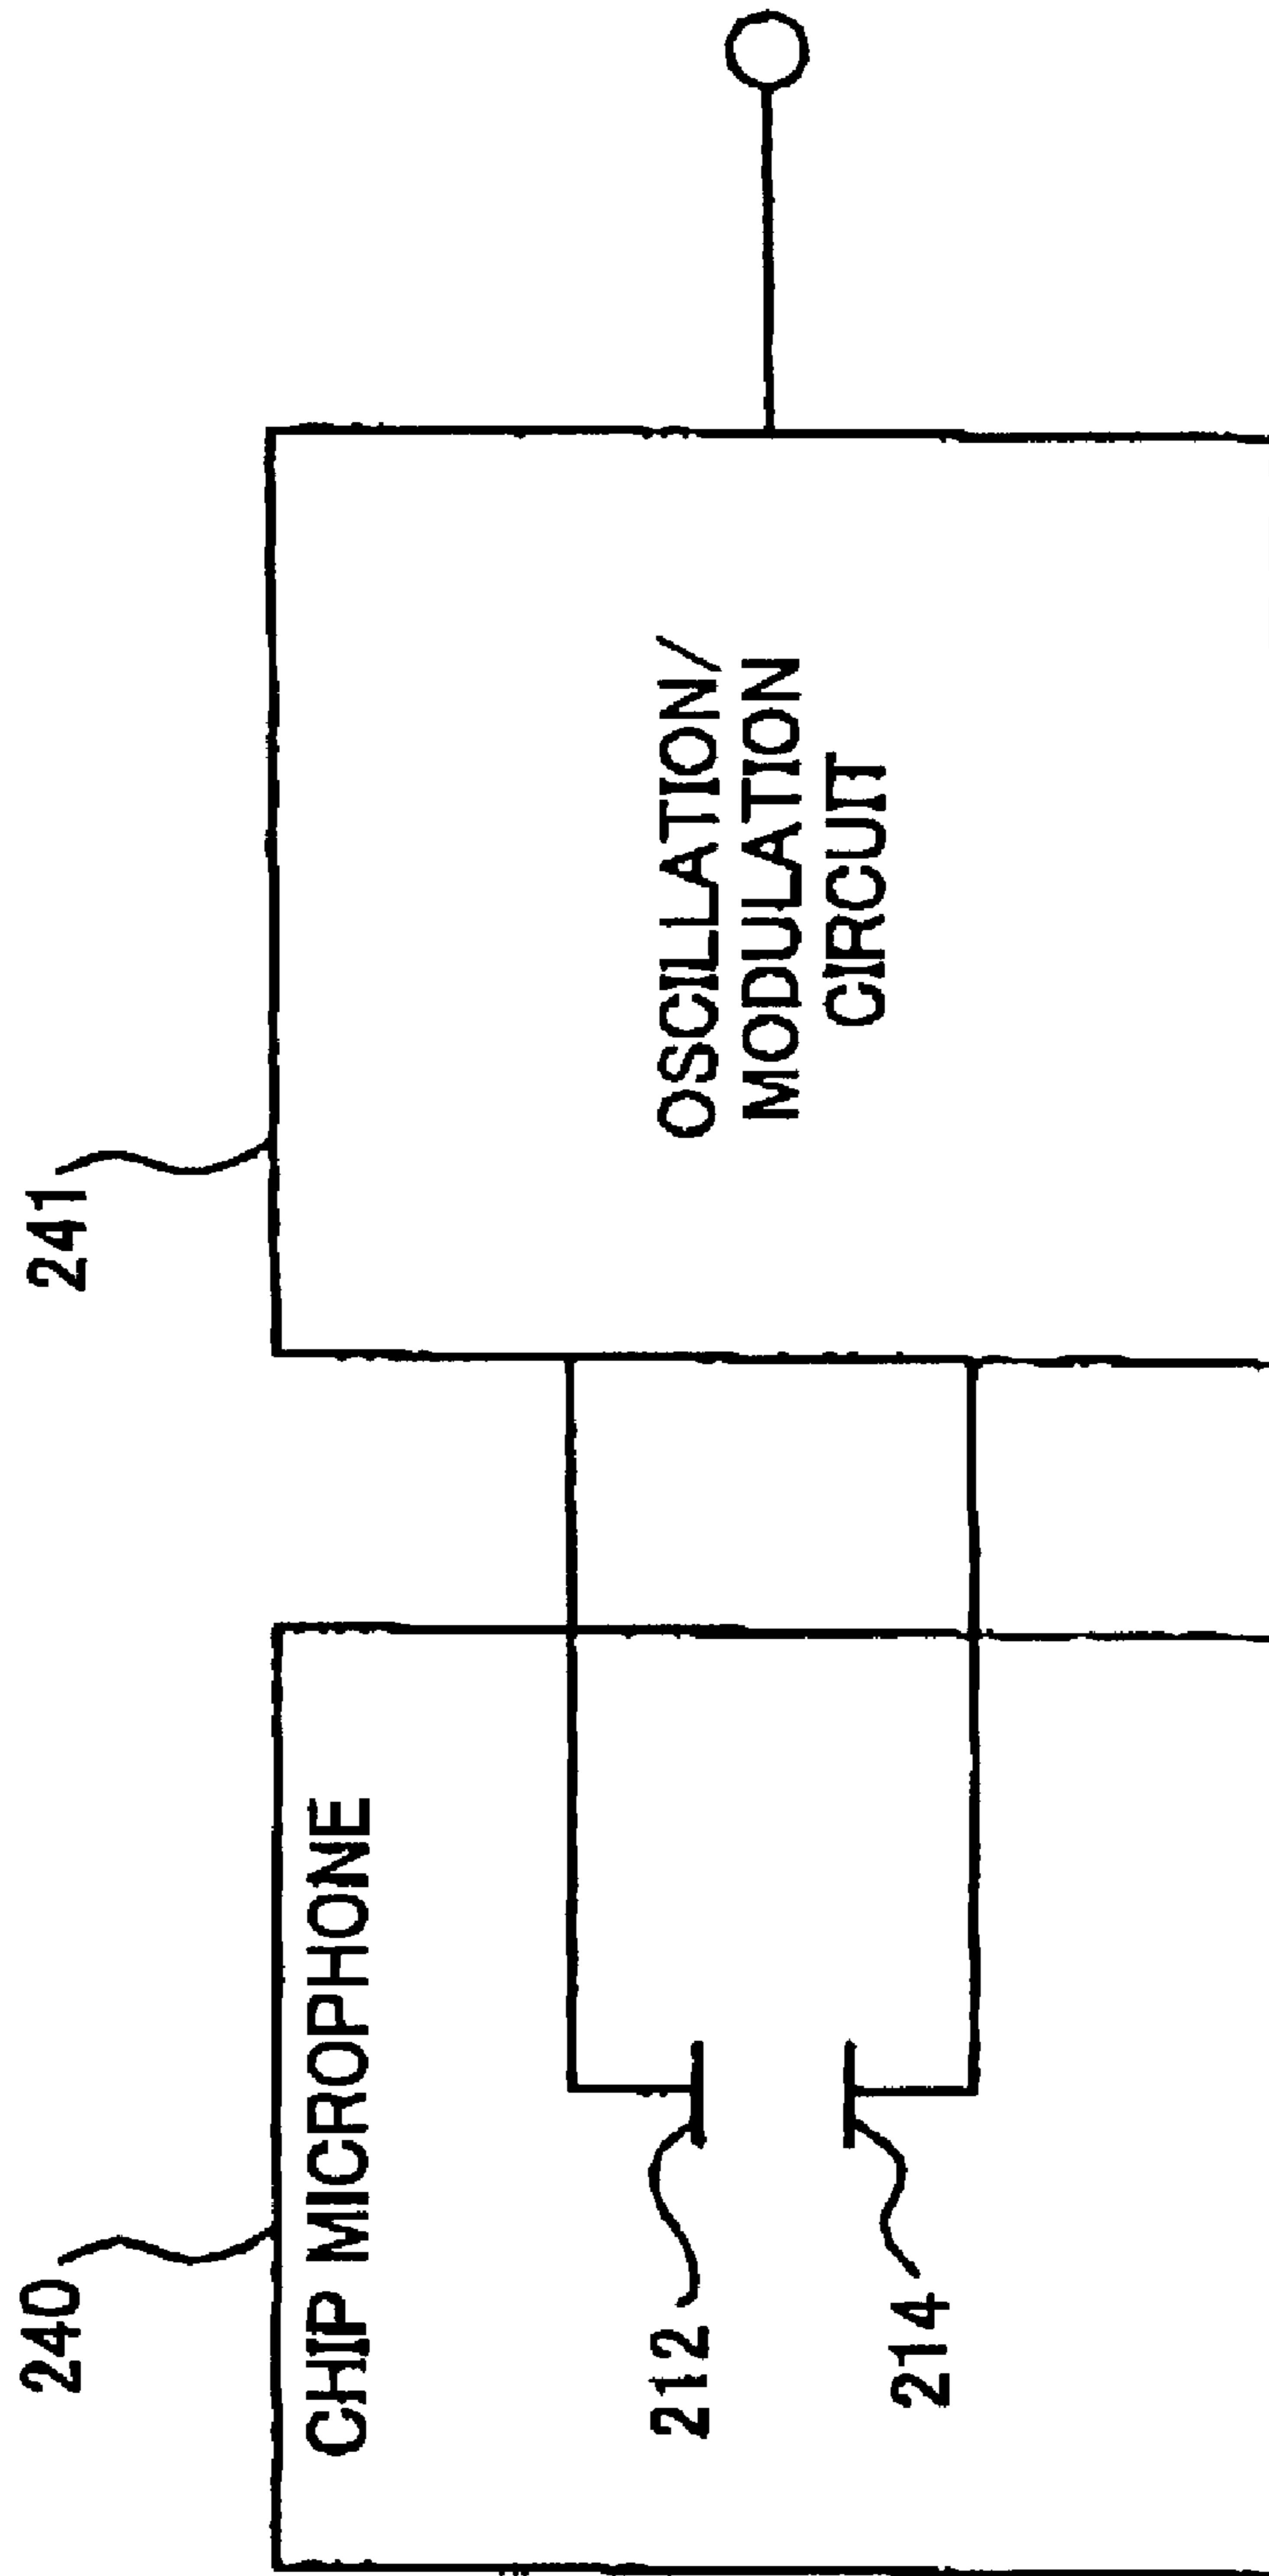 240
CHIP MICROPHONE
212
214
241
OSCILLATION/
MODULATION
CIRCUIT